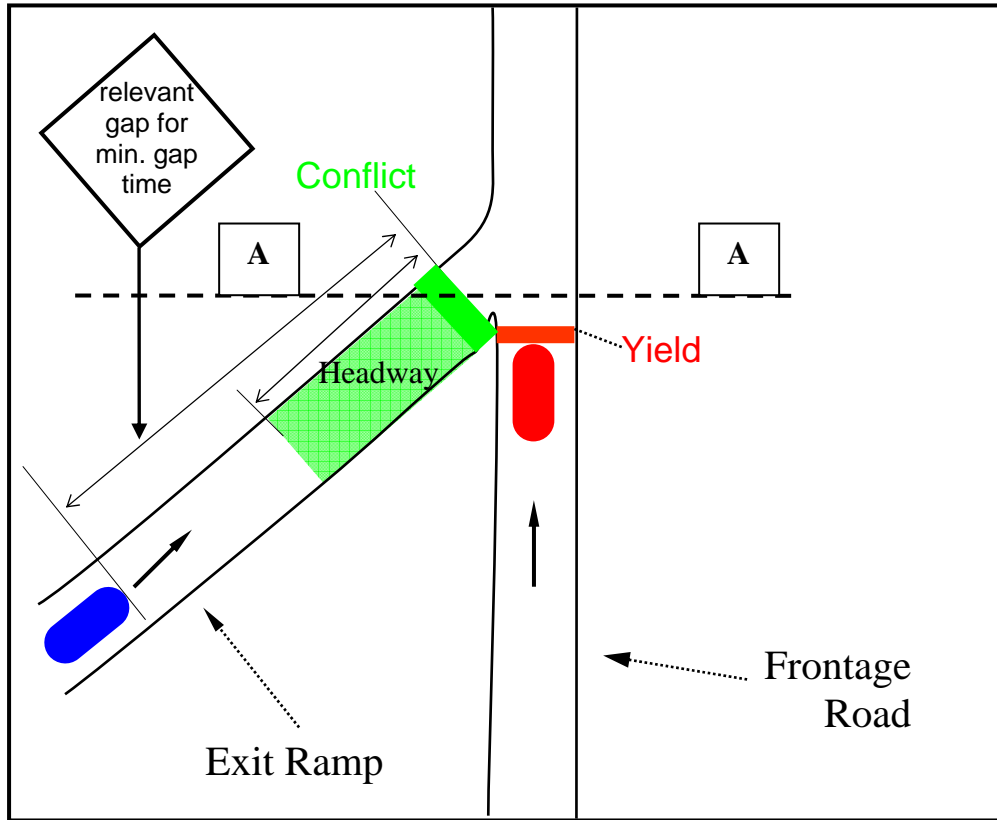 relevant
gap for
min. gap
time
Conflict
A
A
Yield
Headway
Frontage
Road
Exit Ramp